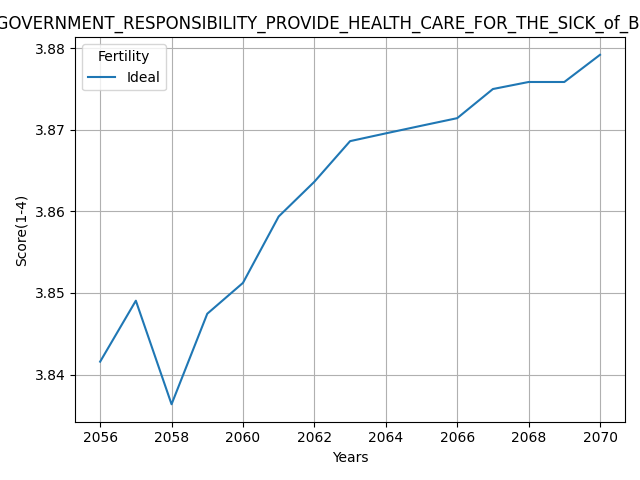 GOVERNMENT_RESPONSIBILITY_PROVIDE_HEALTH_CARE_FOR_THE_SICK_of_B
Fertility
Ideal
3.88
3.87
3.86
3.85
3.84
Score(1-4)
2056 2058 2060 2062 2064 2066 2068 2070
Years